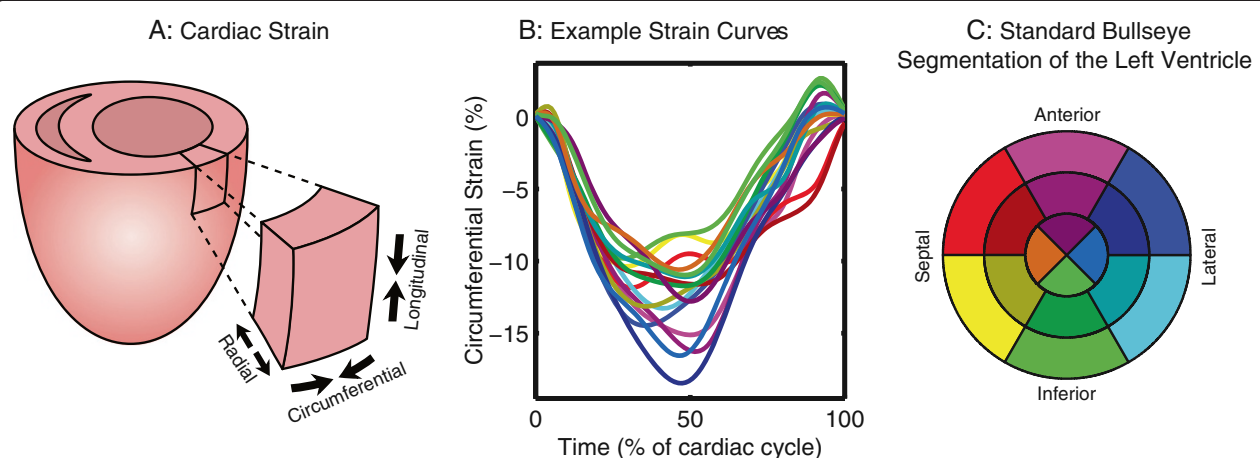 A: Cardiac Strain
Longitudinal
Radial
Circumferential
B: Example Strain Curves
Circumferential Strain (%)
0
−5
−10
−15
0 50 100
Time (% of cardiac cycle)
C: Standard Bullseye
Segmentation of the Left Ventricle
Anterior
Septal
Lateral
Inferior